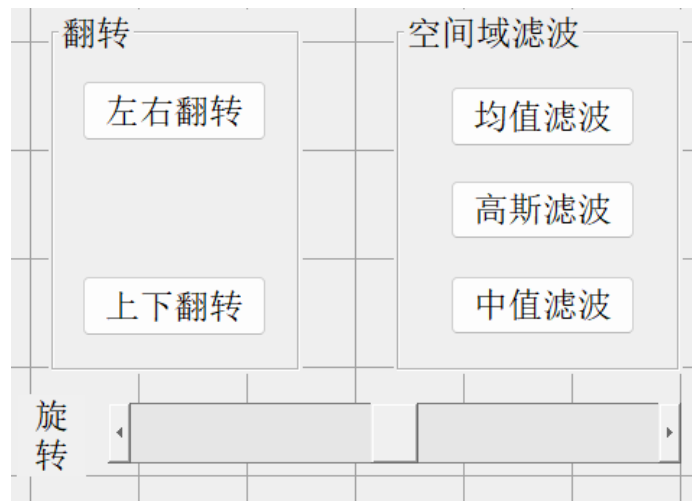 翻转
左右翻转
上下翻转
空间域滤波
均值滤波
高斯滤波
中值滤波
旋
转